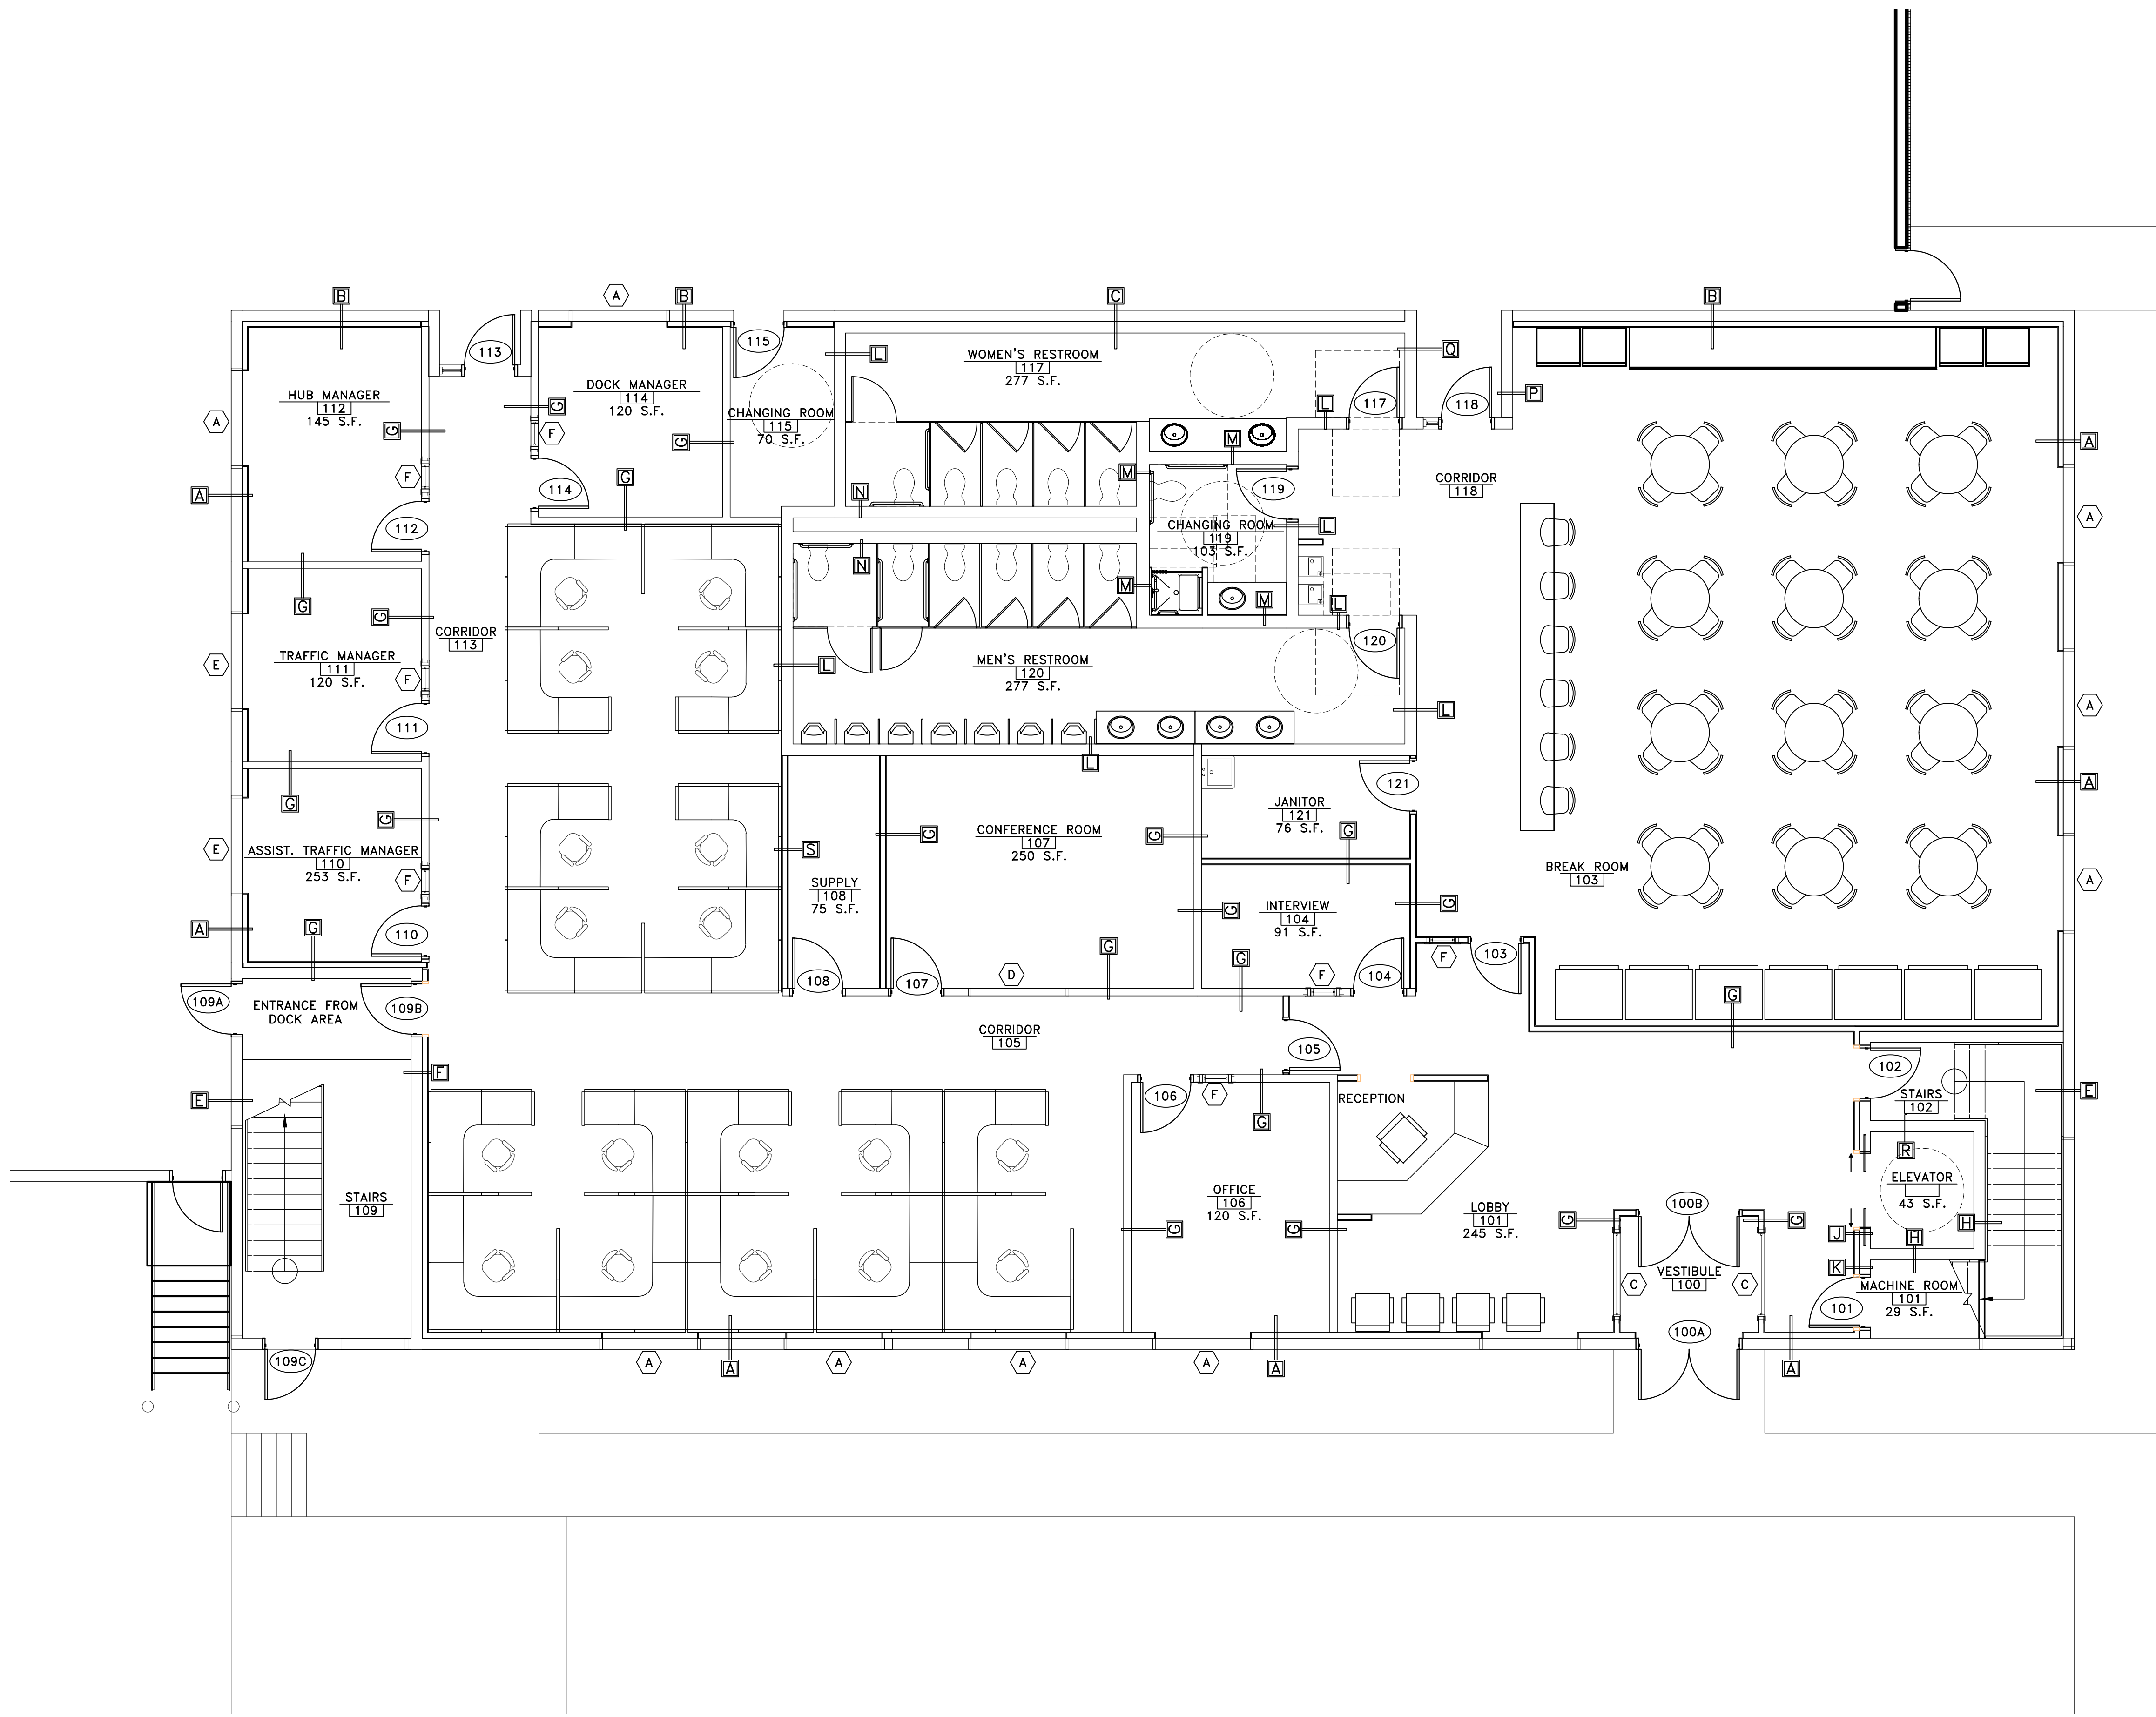 B
A
B
C
B
113
115
L
WOMEN'S RESTROOM
117
277 S.F.
Q
DOCK MANAGER
114
120 S.F.
HUB MANAGER
112
145 S.F.
P
G
CHANGING ROOM
115
70 S.F.
L
117
118
A
G
F
G
M
A
F
G
M
114
119
CORRIDOR
118
A
N
112
CHANGING ROOM
119
103 S.F.
L
A
N
M
M
L
G
G
CORRIDOR
113
120
TRAFFIC MANAGER
111
120 S.F.
E
F
L
MEN'S RESTROOM
120
277 S.F.
L
A
111
L
G
121
A
JANITOR
121
76 S.F.
G
G
G
CONFERENCE ROOM
107
250 S.F.
G
E
ASSIST. TRAFFIC MANAGER
110
253 S.F.
S
BREAK ROOM
103
F
SUPPLY
108
75 S.F.
A
INTERVIEW
104
91 S.F.
G
G
A
G
110
G
G
F
103
108
107
D
F
104
G
109A
ENTRANCE FROM
DOCK AREA
109B
CORRIDOR
105
105
102
F
E
106
F
RECEPTION
STAIRS
102
E
G
R
STAIRS
109
OFFICE
106
120 S.F.
ELEVATOR
43 S.F.
100B
LOBBY
101
245 S.F.
G
G
G
G
J
H
H
K
C
VESTIBULE
100
C
MACHINE ROOM
101
29 S.F.
101
100A
109C
A
A
A
A
A
A
A